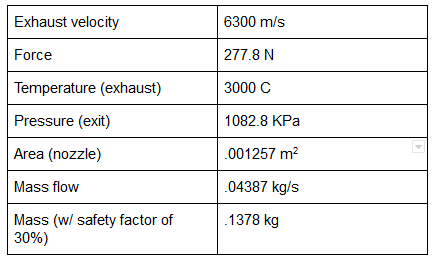 Exhaust velocity 6300 m/s
Force 277.8 N
Temperature (exhaust) 3000 C
Pressure (exit) 1082.8 KPa
Area (nozzle) .001257 m²
Mass flow .04387 kg/s
Mass (w/ safety factor of .1378 kg
30%)